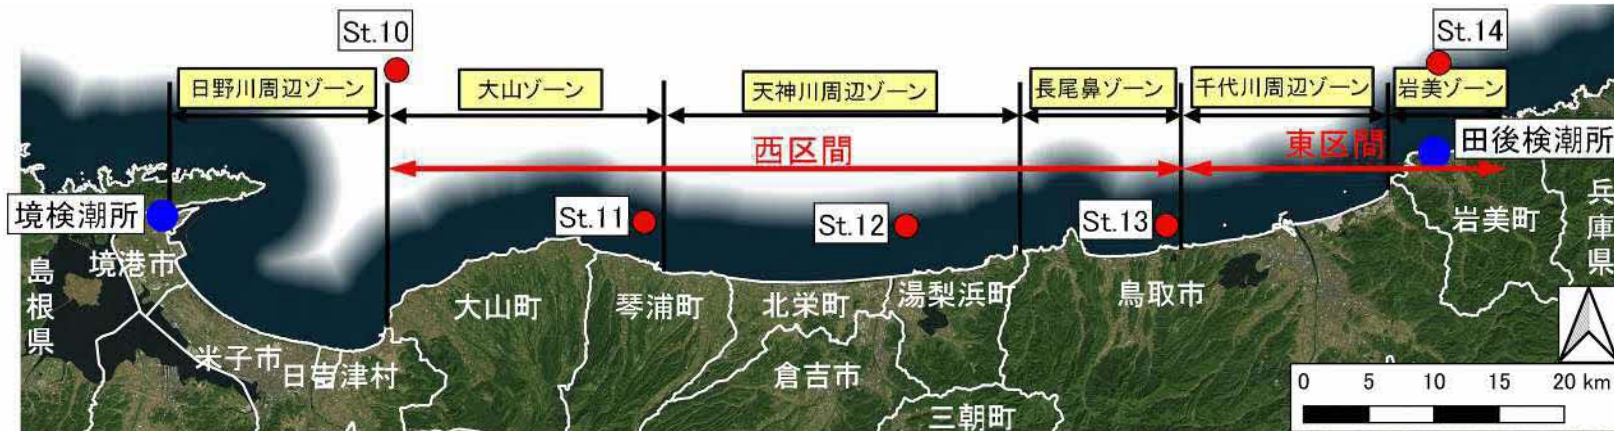 St.10
St.14
日野川周辺ゾーン
大山ゾーン
天神川周辺ゾーン
長尾鼻ゾーン
千代川周辺ゾーン
岩美ゾーン
西区間
東区間
田後検潮所
境検潮所
St.11
St.12
St.13
岩美町
兵庫県
島根県
境港市
大山町
琴浦町
北栄町
湯梨浜町
鳥取市
米子市
日吉津村
倉吉市
三朝町
0 5 10 15 20 km